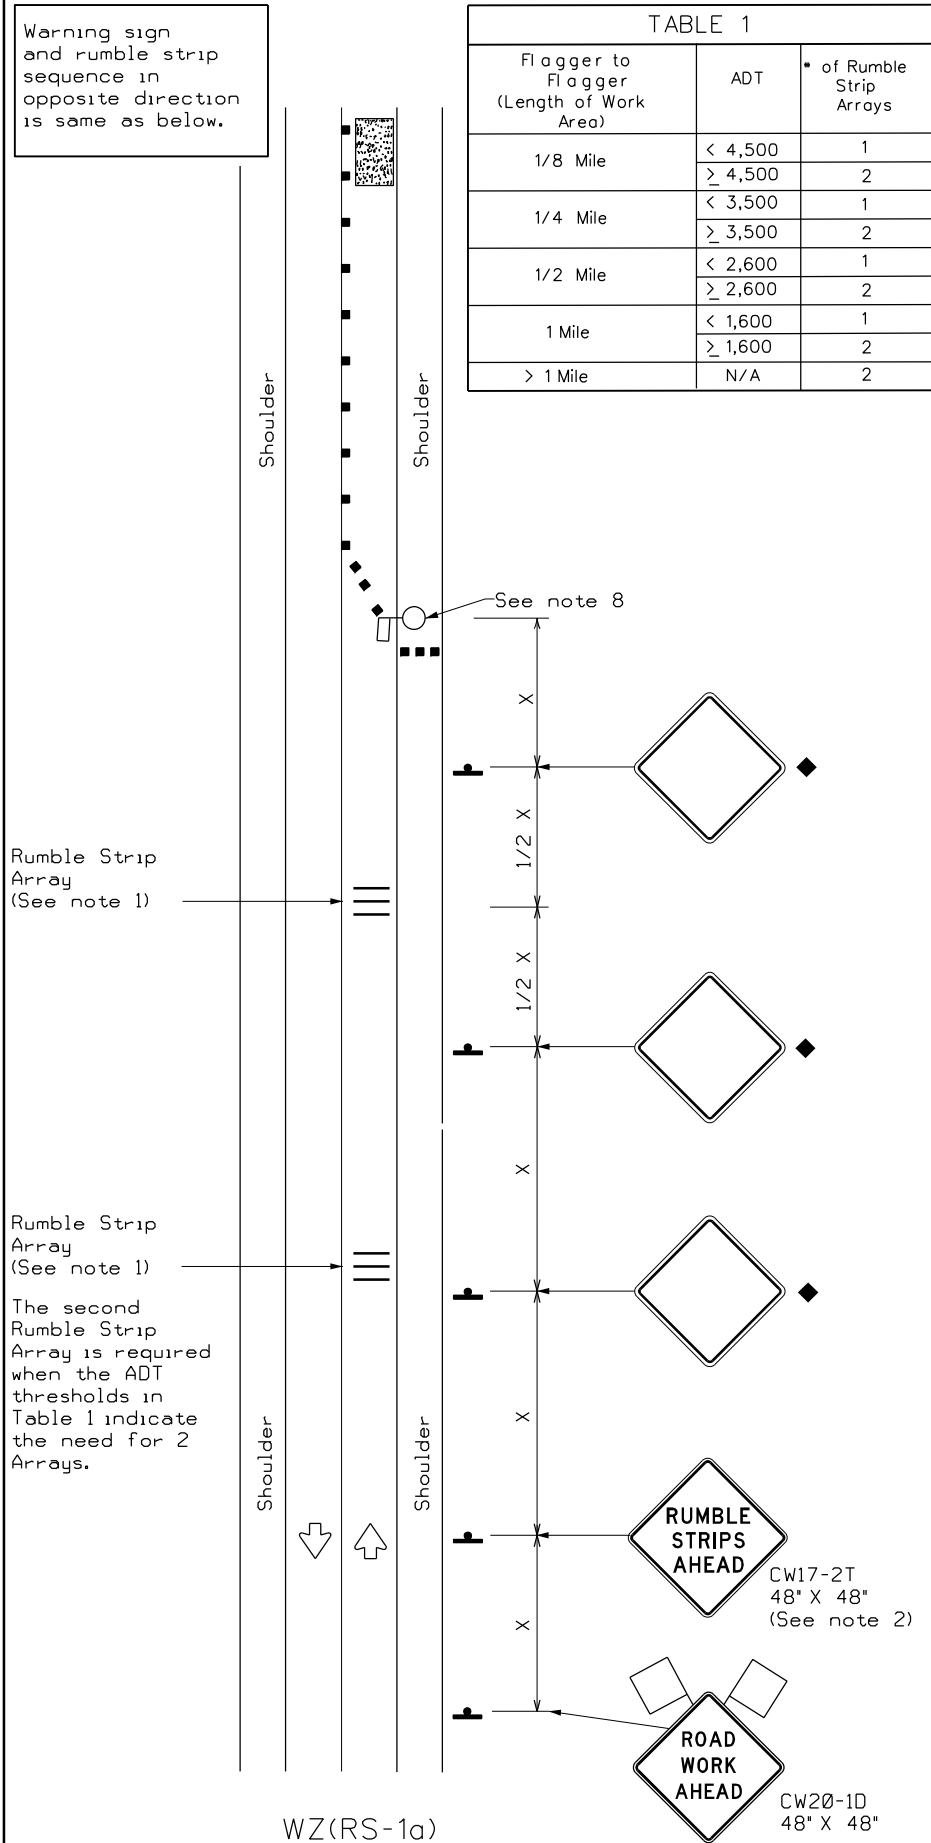 Warning sign
and rumble strip
sequence in
opposite direction
is same as below.
TABLE 1
Flagger to
Flagger
(Length of Work
Area)
ADT
# of Rumble
Strip
Arrays
1/8 Mile
< 4,500
1
≥ 4,500
2
1/4 Mile
< 3,500
1
≥ 3,500
2
1/2 Mile
< 2,600
1
≥ 2,600
2
1 Mile
< 1,600
1
≥ 1,600
2
> 1 Mile
N/A
2
Shoulder
Shoulder
See note 8
X
1/2 X
Rumble Strip
Array
(See note 1)
1/2 X
X
Rumble Strip
Array
(See note 1)
The second
Rumble Strip
Array is required
when the ADT
thresholds in
Table 1 indicate
the need for 2
Arrays.
X
Shoulder
Shoulder
RUMBLE
STRIPS
AHEAD
CW17-2T
48" X 48"
(See note 2)
X
ROAD
WORK
AHEAD
CW20-1D
48" X 48"
WZ(RS-1a)